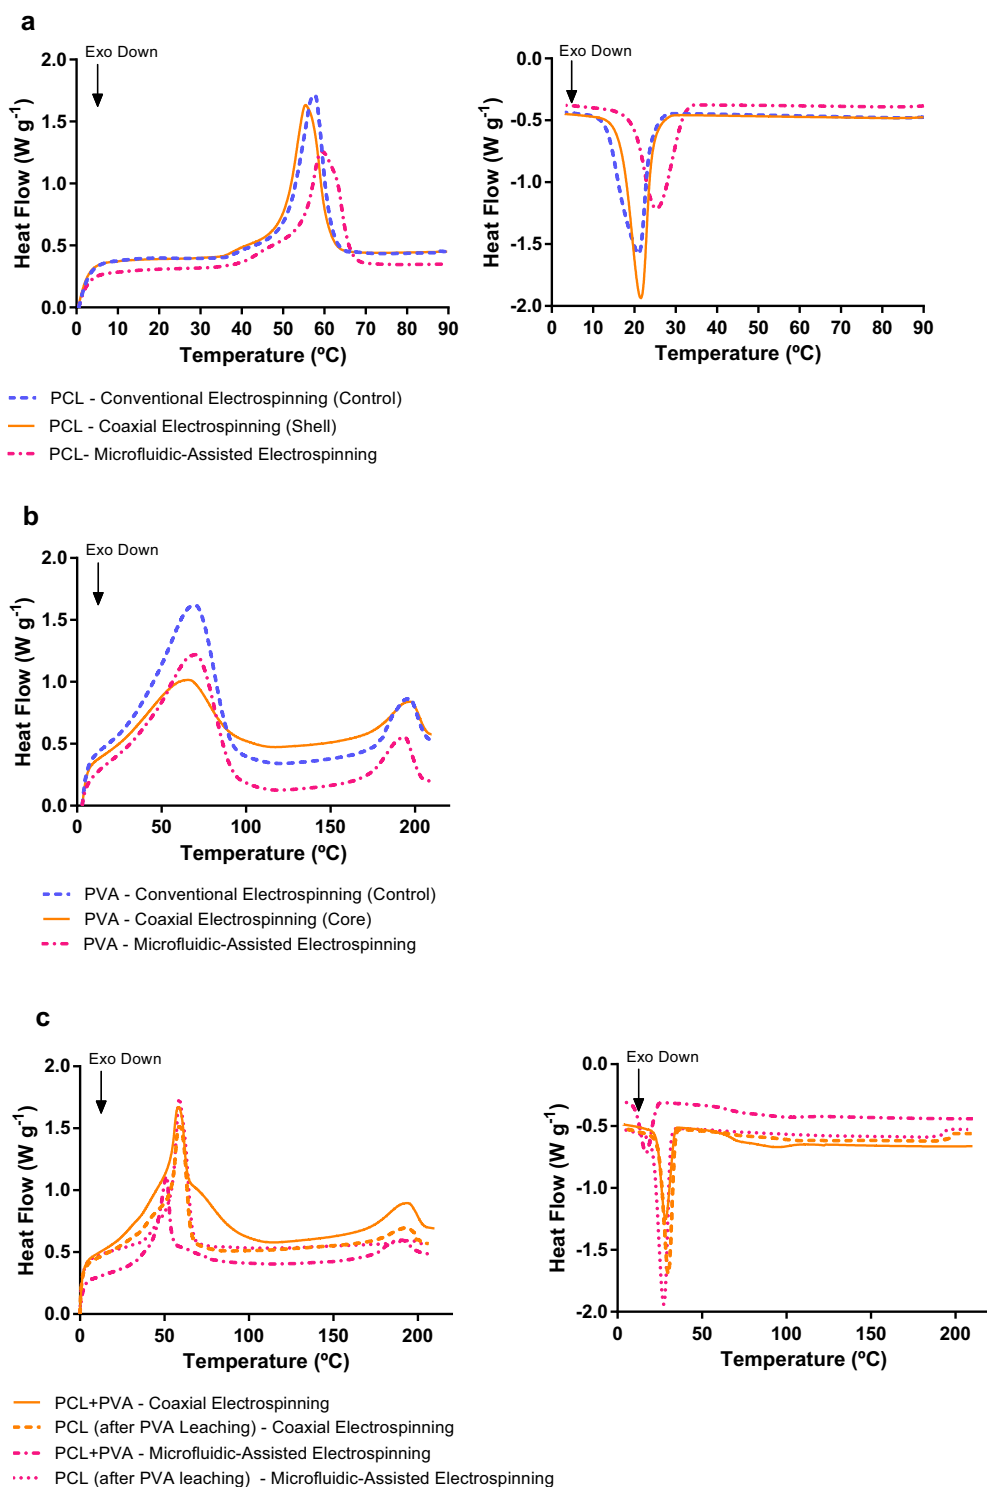 a
Exo Down
2.0
1.5
1.0
0.5
0.0
Heat Flow (W g-1)
0 10 20 30 40 50 60 70 80 90
Temperature (ºC)
Exo Down
0.0
-0.5
-1.0
-1.5
-2.0
Heat Flow (W g-1)
0 10 20 30 40 50 60 70 80 90
Temperature (ºC)
PCL - Conventional Electrospinning (Control)
PCL - Coaxial Electrospinning (Shell)
PCL- Microfluidic-Assisted Electrospinning
b
Exo Down
2.0
1.5
1.0
0.5
0.0
Heat Flow (W g-1)
0 50 100 150 200
Temperature (ºC)
PVA - Conventional Electrospinning (Control)
PVA - Coaxial Electrospinning (Core)
PVA - Microfluidic-Assisted Electrospinning
c
Exo Down
2.0
1.5
1.0
0.5
0.0
Heat Flow (W g-1)
0 50 100 150 200
Temperature (ºC)
Exo Down
0.0
-0.5
-1.0
-1.5
-2.0
Heat Flow (W g-1)
0 50 100 150 200
Temperature (ºC)
PCL+PVA - Coaxial Electrospinning
PCL (after PVA Leaching) - Coaxial Electrospinning
PCL+PVA - Microfluidic-Assisted Electrospinning
PCL (after PVA leaching) - Microfluidic-Assisted Electrospinning